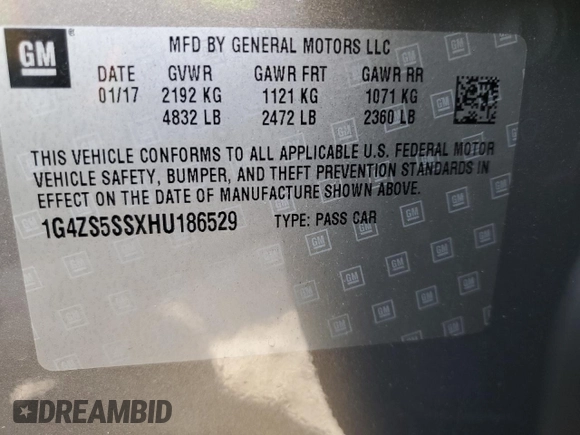 GM
MFD BY GENERAL MOTORS LLC
DATE GVWR GAWR FRT GAWR RR
01/17 2192 KG 1121 KG 1071 KG
4832 LB 2472 LB 2360 LB
THIS VEHICLE CONFORMS TO ALL APPLICABLE U.S. FEDERAL MOTOR
VEHICLE SAFETY, BUMPER, AND THEFT PREVENTION STANDARDS IN
EFFECT ON THE DATE OF MANUFACTURE SHOWN ABOVE.
1G4ZS5SSXHU186529 TYPE: PASS CAR
DREAMBID